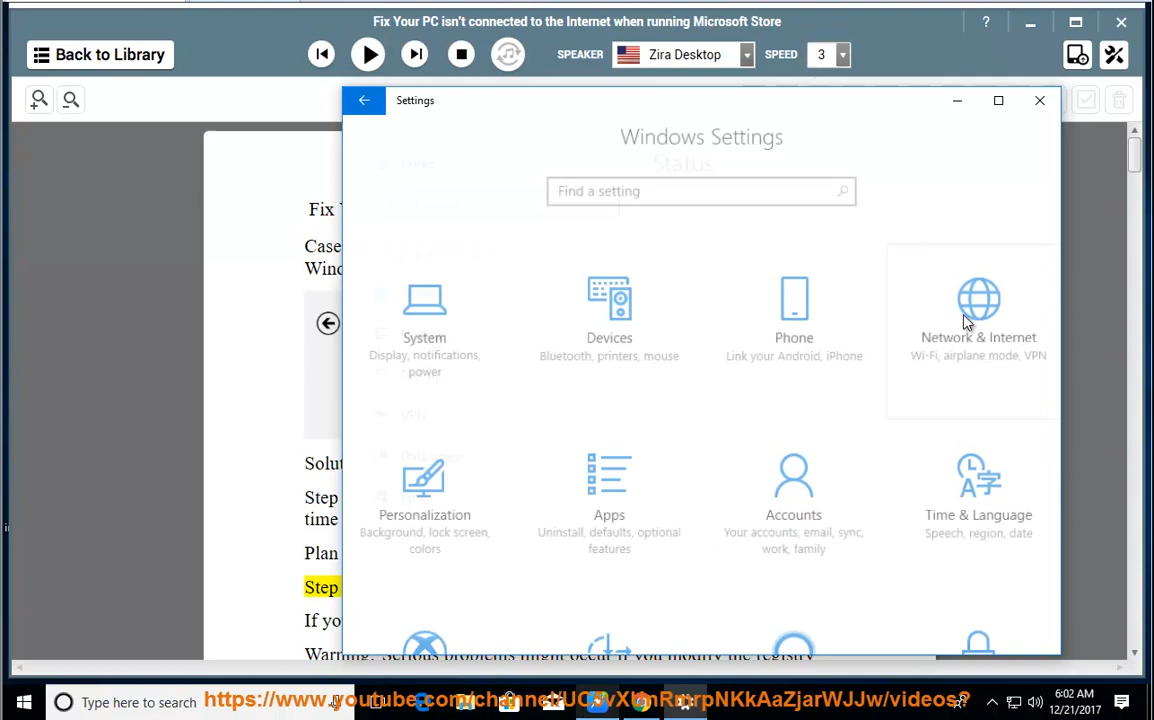 Fix Your PC isn't connected to the Internet when running Microsoft Store
?
Back to Library
SPEAKER
Zira Desktop
SPEED
3
Settings
Windows Settings
Status
Find a setting
Fix
Case
Wind
System
Display, notifications,
power
Devices
Bluetooth, printers, mouse
Phone
Link your Android, iPhone
Network & Internet
Wi-Fi, airplane mode, VPN
VPN
Personalization
Background, lock screen,
colors
Apps
Uninstall, defaults, optional
features
Accounts
Your accounts, email, sync,
work, family
Time & Language
Speech, region, date
Solut
Step
time
Plan
Step
If yo
Type here to search
6:02 AM
12/21/2017